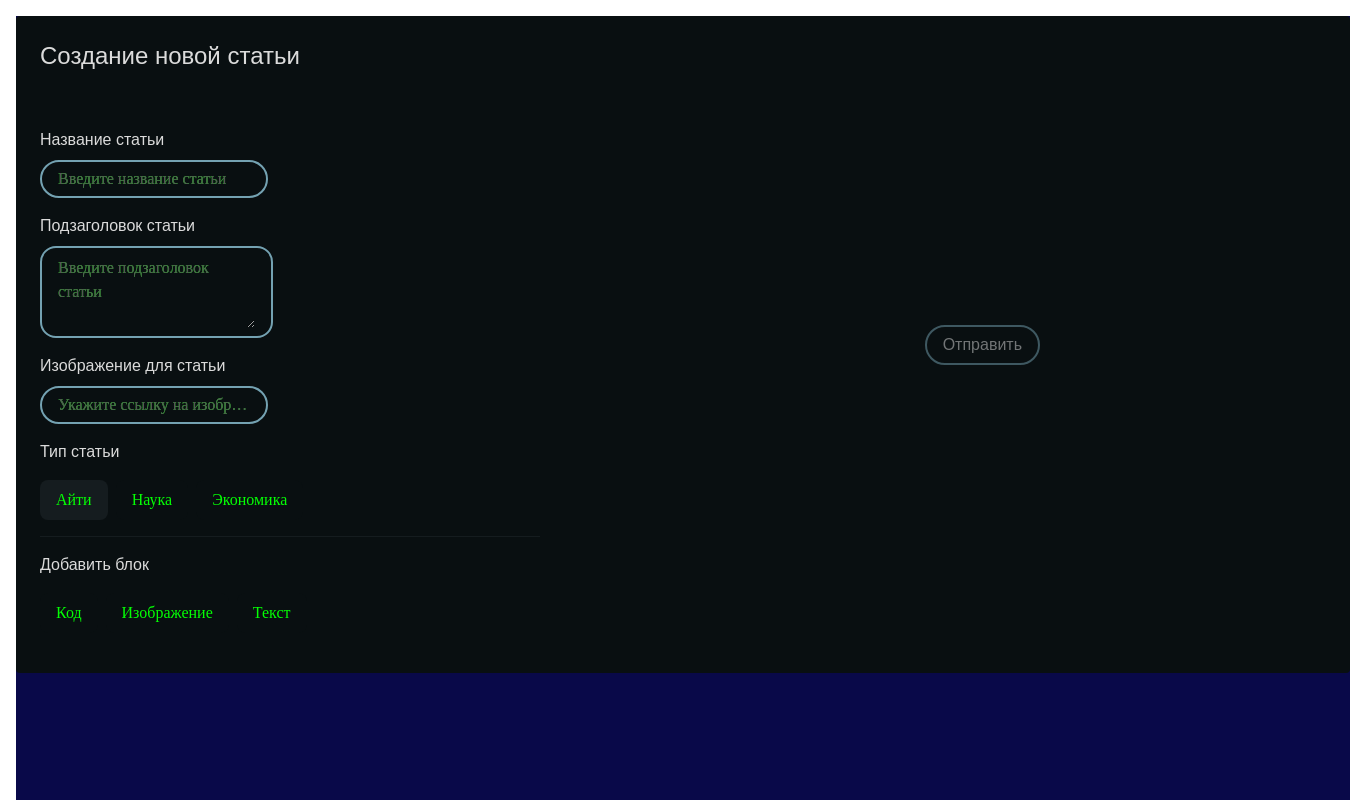 Создание новой статьи
Название статьи
Введите название статьи
Подзаголовок статьи
Введите подзаголовок
статьи
Отправить
Изображение для статьи
Укажите ссылку на изобр…
Тип статьи
Айти Наука Экономика
Добавить блок
Код Изображение Текст